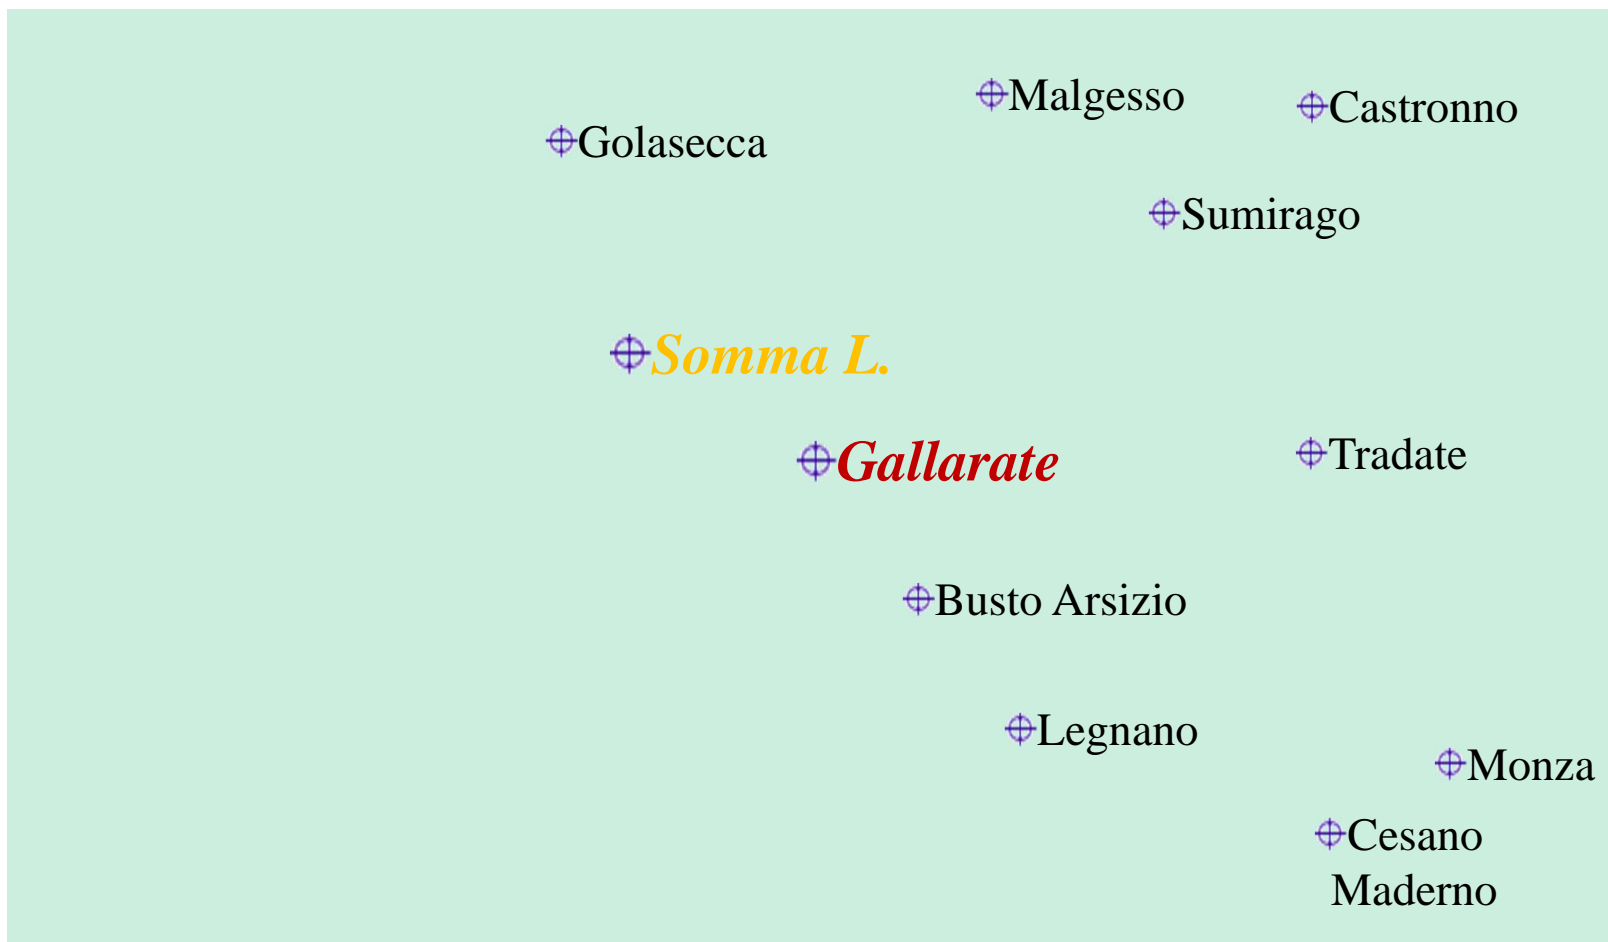 Malgesso
Castronno
Golasecca
Sumirago
Somma L.
Gallarate
Tradate
Busto Arsizio
Legnano
Monza
Cesano
Maderno